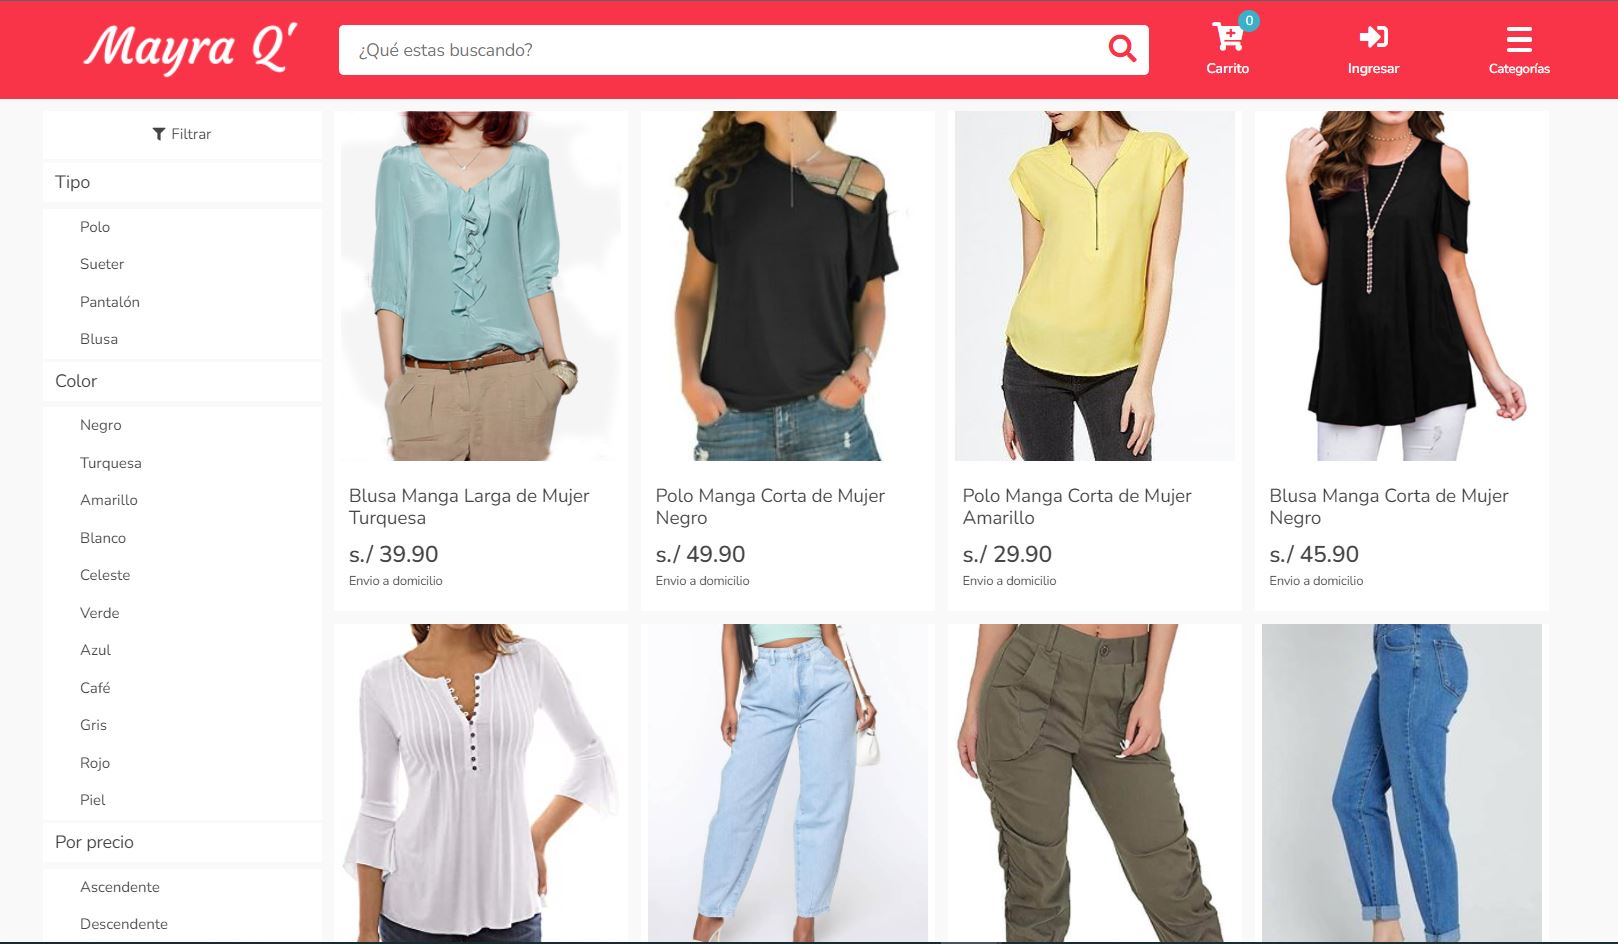 Mayra Q'
¿Qué estas buscando?
0
Carrito
Ingresar
Categorías
Filtrar
Tipo
Polo
Sueter
Pantalón
Blusa
Color
Negro
Turquesa
Amarillo
Blanco
Celeste
Verde
Azul
Café
Gris
Rojo
Piel
Por precio
Ascendente
Descendente
Blusa Manga Larga de Mujer
Turquesa
s./ 39.90
Envio a domicilio
Polo Manga Corta de Mujer
Negro
s./ 49.90
Envio a domicilio
Polo Manga Corta de Mujer
Amarillo
s./ 29.90
Envio a domicilio
Blusa Manga Corta de Mujer
Negro
s./ 45.90
Envio a domicilio